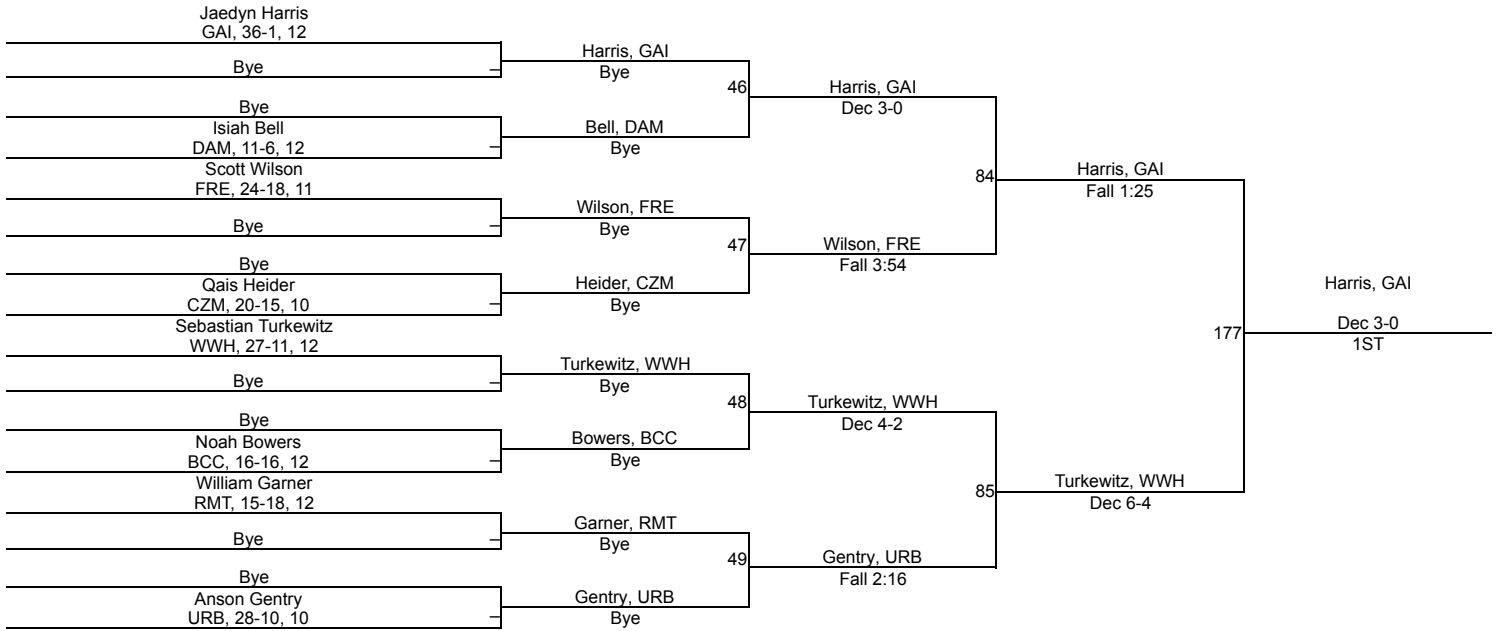 Jaedyn Harris
GAI, 36-1, 12
Bye
Bye
Isiah Bell
DAM, 11-6, 12
Scott Wilson
FRE, 24-18, 11
Bye
Bye
Qais Heider
CZM, 20-15, 10
Sebastian Turkewitz
WWH, 27-11, 12
Bye
Bye
Noah Bowers
BCC, 16-16, 12
William Garner
RMT, 15-18, 12
Bye
Bye
Anson Gentry
URB, 28-10, 10
Harris, GAI
Bye
46
Bell, DAM
Bye
Wilson, FRE
Bye
47
Heider, CZM
Bye
Turkewitz, WWH
Bye
48
Bowers, BCC
Bye
Garner, RMT
Bye
49
Gentry, URB
Bye
Harris, GAI
Dec 3-0
84
Wilson, FRE
Fall 3:54
Turkewitz, WWH
Dec 4-2
85
Gentry, URB
Fall 2:16
Harris, GAI
Fall 1:25
177
Turkewitz, WWH
Dec 6-4
Harris, GAI
Dec 3-0
1ST